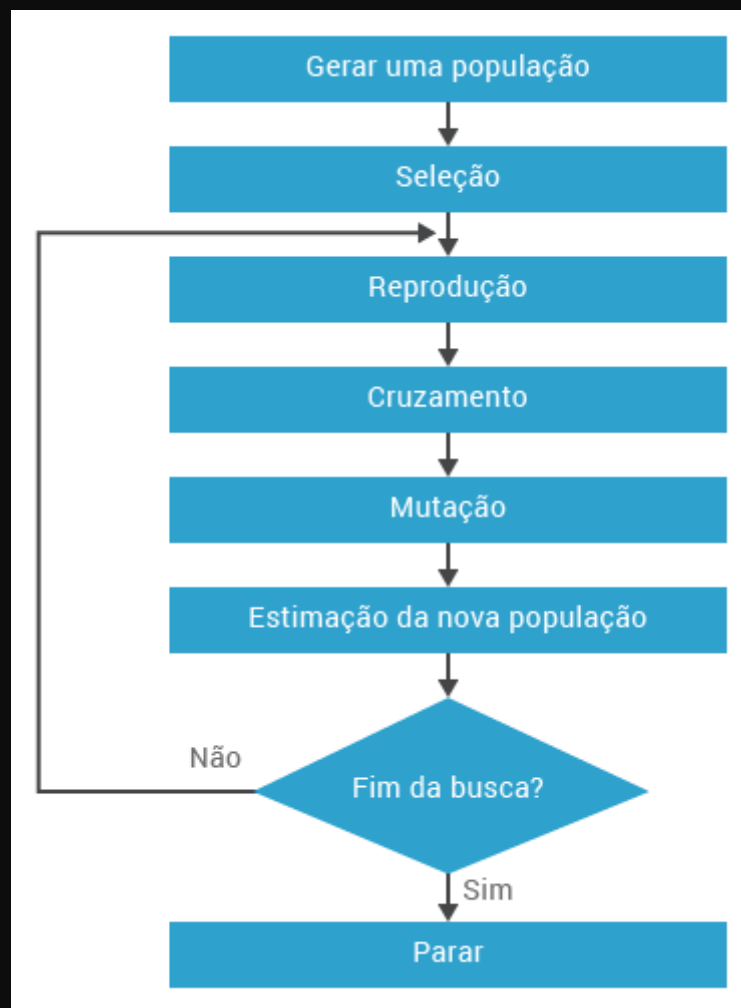 Gerar uma população
Seleção
Reprodução
Cruzamento
Mutação
Estimação da nova população
Não
Fim da busca?
Sim
Parar